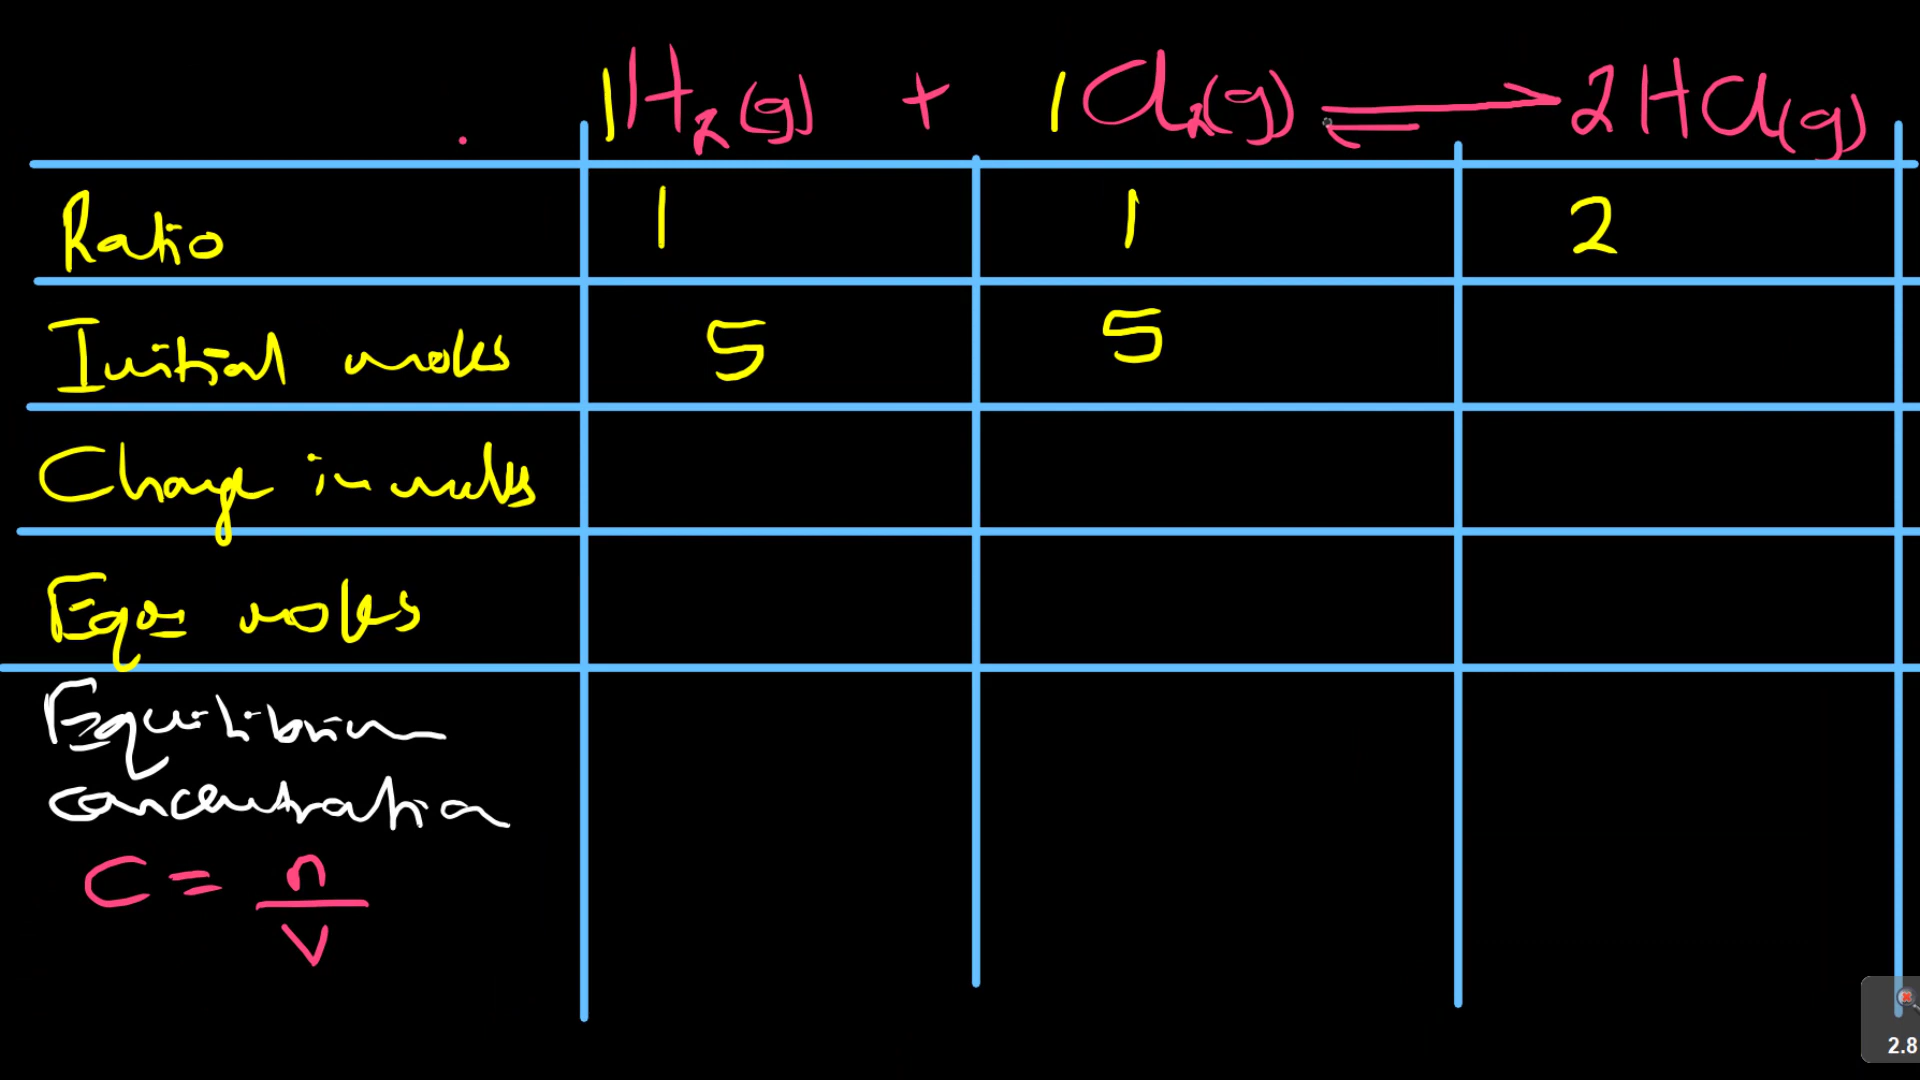 1H₂(g) + 1Cl₂(g) ⇌ 2HCl(g)
Ratio 1 1 2
Initial moles 5 5
Change in moles
Eqm moles
Equilibrium
concentration
C = n/V
2.8